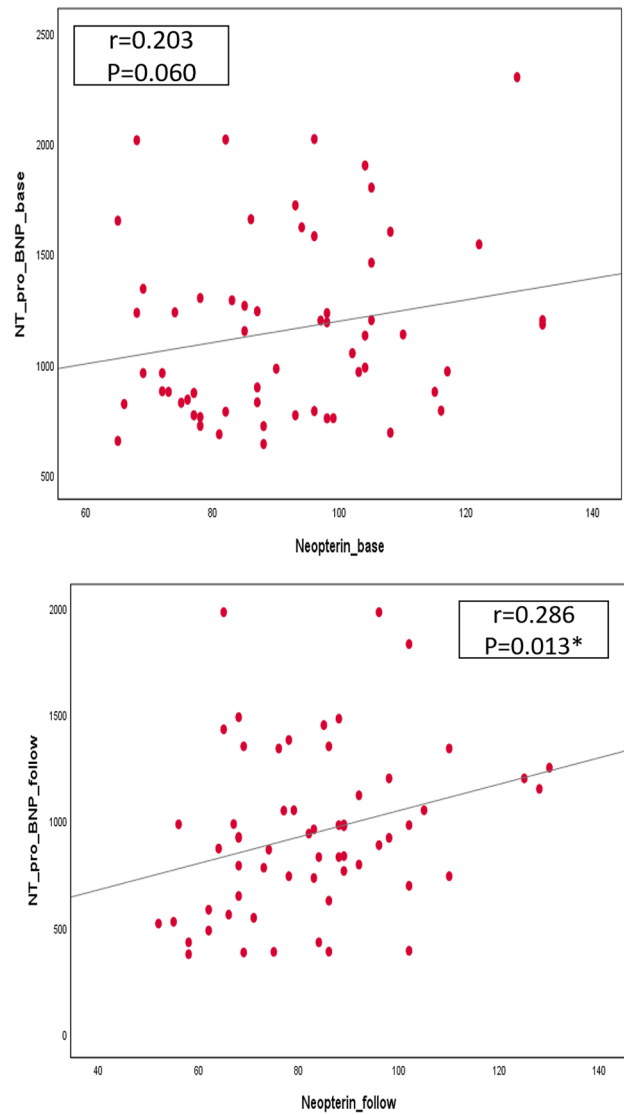 r=0.203
P=0.060
2500
2000
1500
1000
500
NT_pro_BNP_base
60 80 100 120 140
Neopterin_base
r=0.286
P=0.013*
2000
1500
1000
500
0
NT_pro_BNP_follow
40 60 80 100 120 140
Neopterin_follow